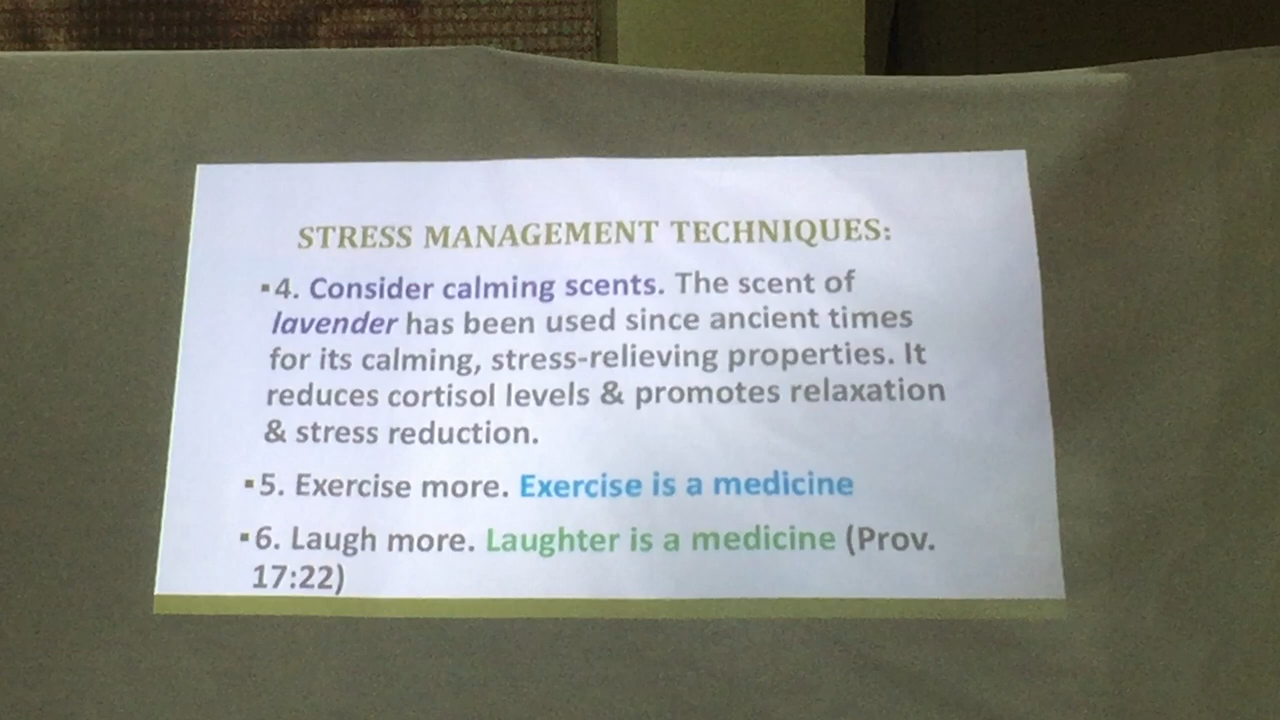 STRESS MANAGEMENT TECHNIQUES:
▪4. Consider calming scents. The scent of
lavender has been used since ancient times
for its calming, stress-relieving properties. It
reduces cortisol levels & promotes relaxation
& stress reduction.
▪5. Exercise more. Exercise is a medicine
▪6. Laugh more. Laughter is a medicine (Prov.
17:22)